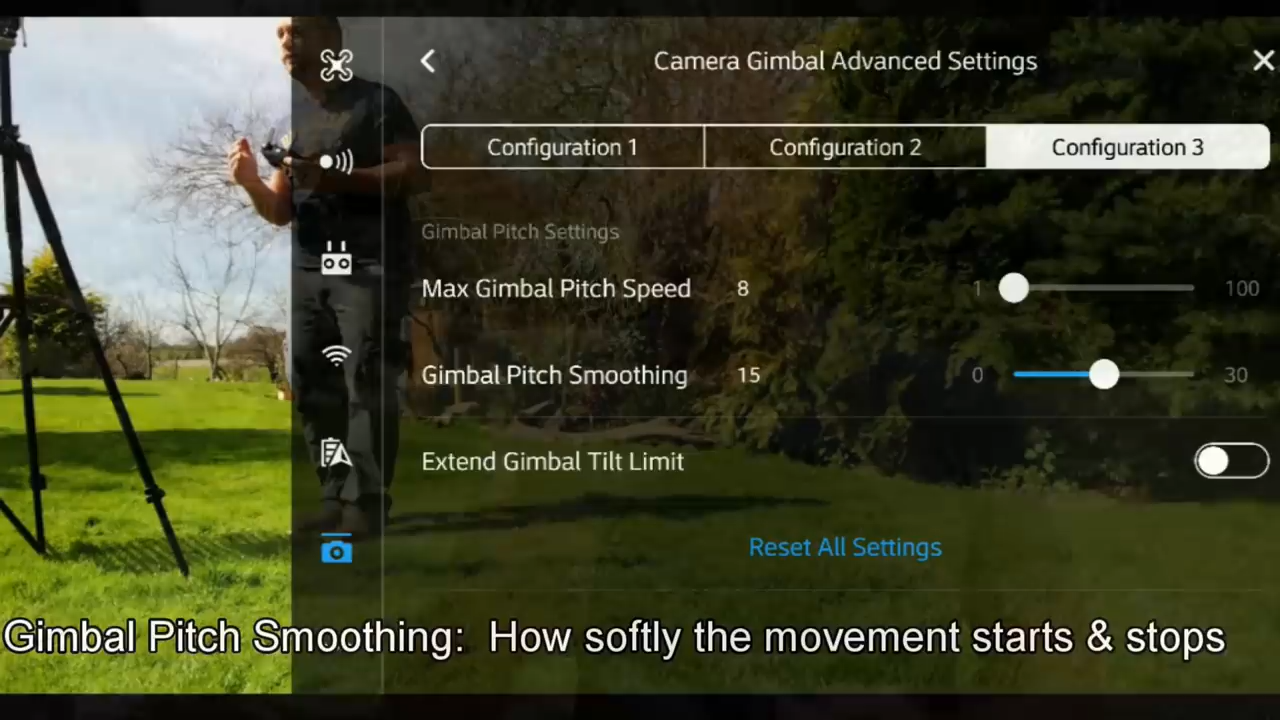 Camera Gimbal Advanced Settings
Configuration 1 Configuration 2 Configuration 3
Gimbal Pitch Settings
Max Gimbal Pitch Speed 8 1 100
Gimbal Pitch Smoothing 15 0 30
Extend Gimbal Tilt Limit
Reset All Settings
Gimbal Pitch Smoothing: How softly the movement starts & stops